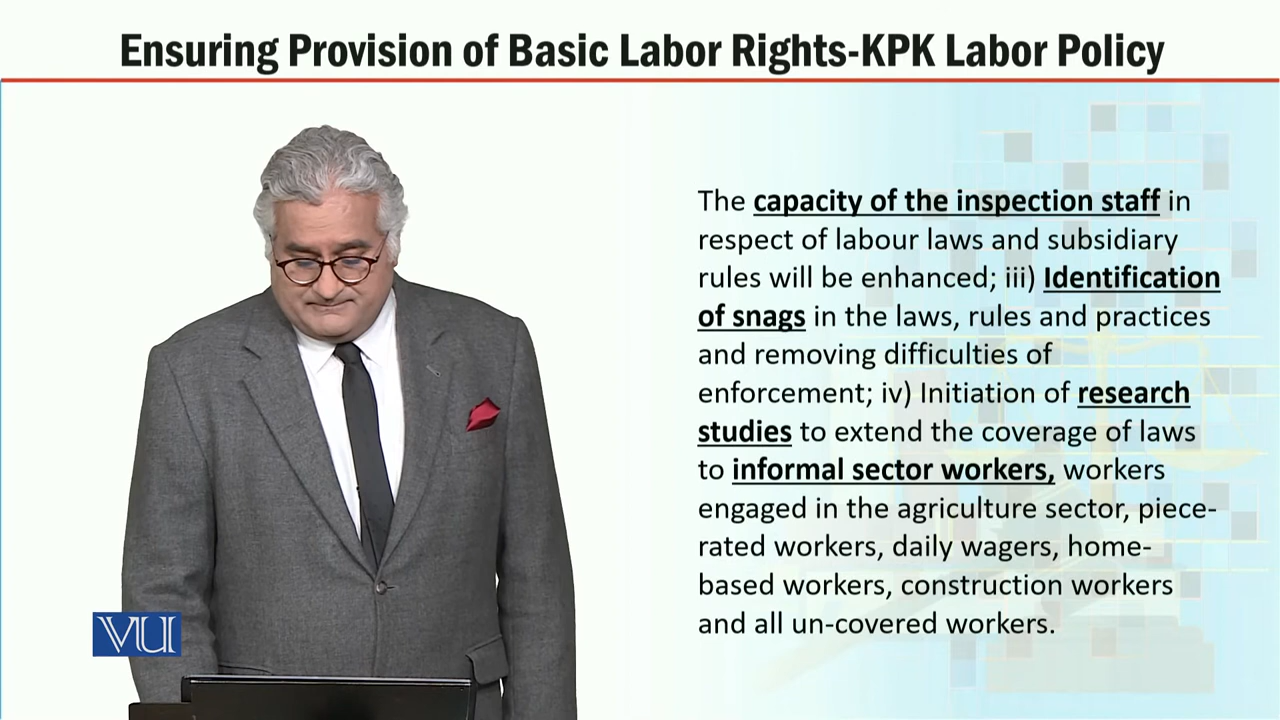 Ensuring Provision of Basic Labor Rights-KPK Labor Policy
The capacity of the inspection staff in
respect of labour laws and subsidiary
rules will be enhanced; iii) Identification
of snags in the laws, rules and practices
and removing difficulties of
enforcement; iv) Initiation of research
studies to extend the coverage of laws
to informal sector workers, workers
engaged in the agriculture sector, piece-
rated workers, daily wagers, home-
based workers, construction workers
and all un-covered workers.
VU